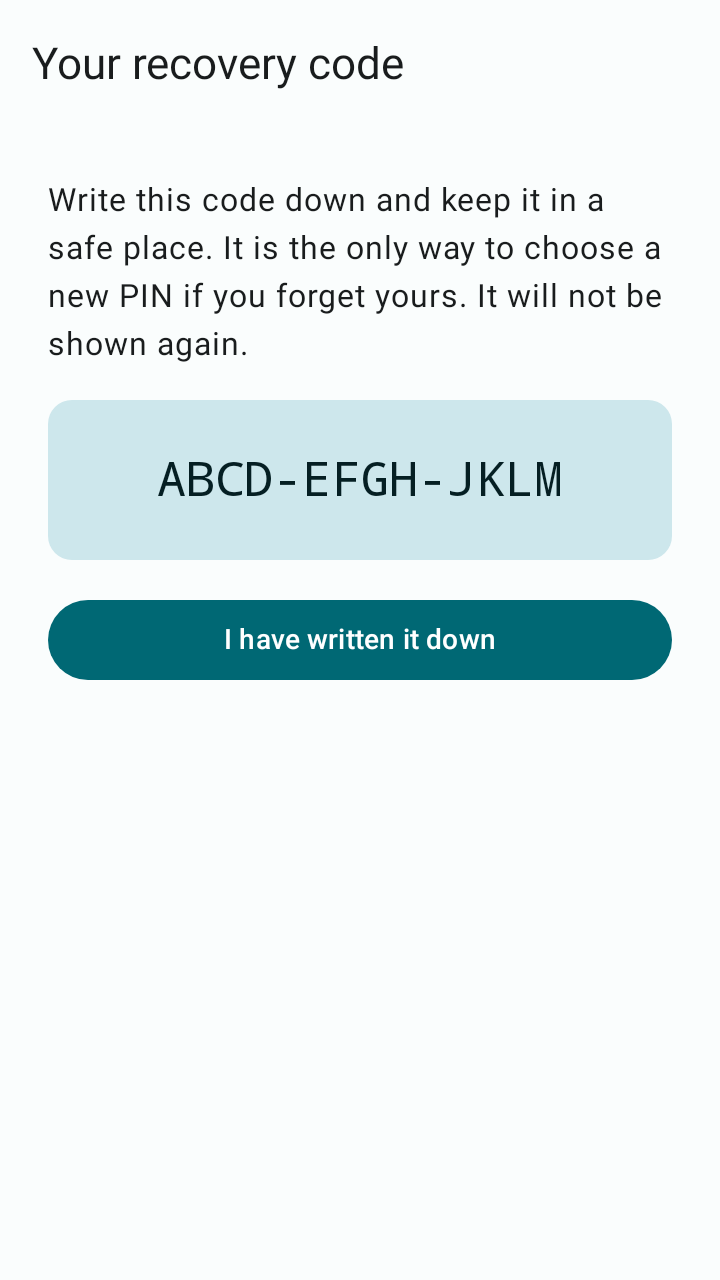 Your recovery code
Write this code down and keep it in a
safe place. It is the only way to choose a
new PIN if you forget yours. It will not be
shown again.
ABCD-EFGH-JKLM
I have written it down